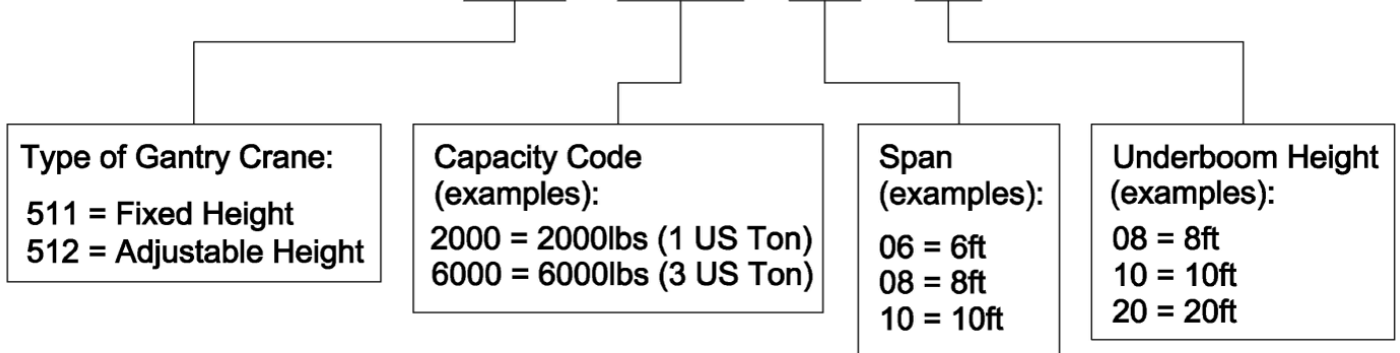 Type of Gantry Crane:
511 = Fixed Height
512 = Adjustable Height
Capacity Code
(examples):
2000 = 2000lbs (1 US Ton)
6000 = 6000lbs (3 US Ton)
Span
(examples):
06 = 6ft
08 = 8ft
10 = 10ft
Underboom Height
(examples):
08 = 8ft
10 = 10ft
20 = 20ft